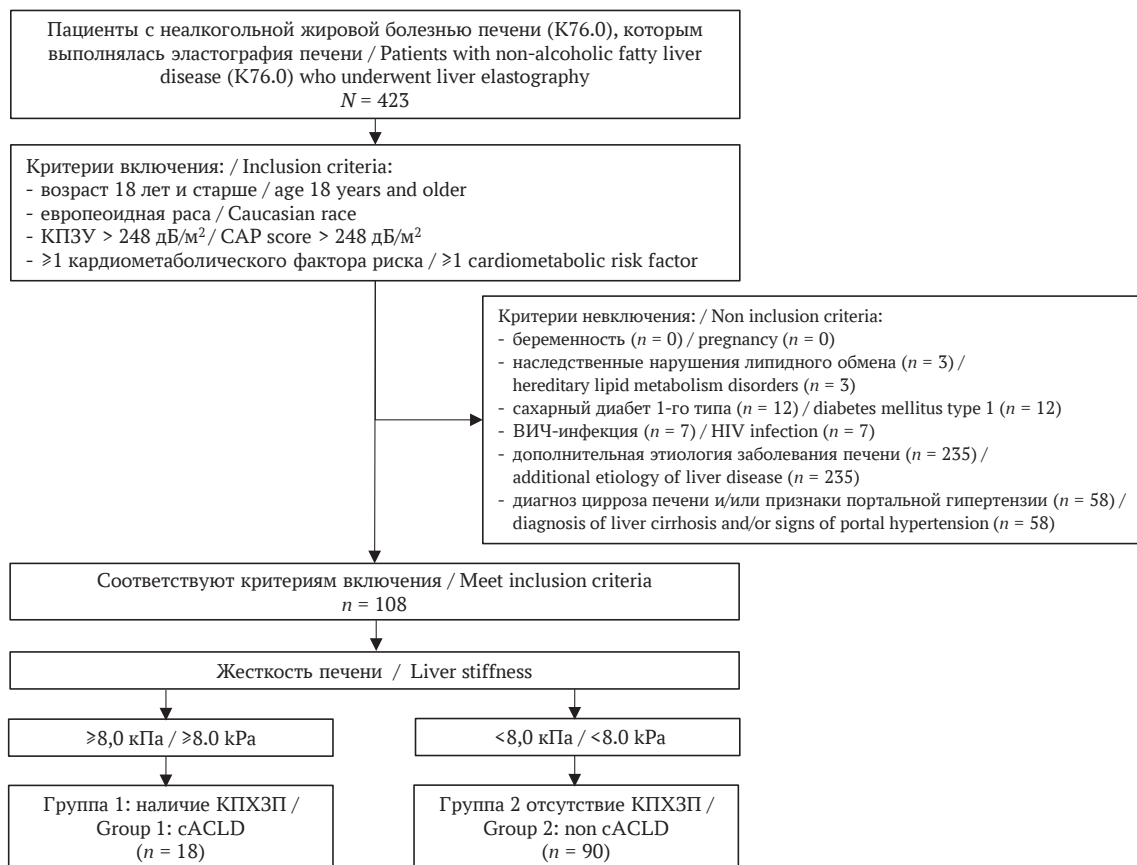 Пациенты с неалкогольной жировой болезнью печени (K76.0), которым
выполнялась эластография печени / Patients with non-alcoholic fatty liver
disease (K76.0) who underwent liver elastography
N = 423
Критерии включения: / Inclusion criteria:
- возраст 18 лет и старше / age 18 years and older
- европеоидная раса / Caucasian race
- КПЗУ > 248 дБ/м² / CAP score > 248 дБ/м²
- ≥1 кардиометаболического фактора риска / ≥1 cardiometabolic risk factor
Критерии невключения: / Non inclusion criteria:
- беременность (n = 0) / pregnancy (n = 0)
- наследственные нарушения липидного обмена (n = 3) /
hereditary lipid metabolism disorders (n = 3)
- сахарный диабет 1-го типа (n = 12) / diabetes mellitus type 1 (n = 12)
- ВИЧ-инфекция (n = 7) / HIV infection (n = 7)
- дополнительная этиология заболевания печени (n = 235) /
additional etiology of liver disease (n = 235)
- диагноз цирроза печени и/или признаки портальной гипертензии (n = 58) /
diagnosis of liver cirrhosis and/or signs of portal hypertension (n = 58)
Соответствуют критериям включения / Meet inclusion criteria
n = 108
Жесткость печени / Liver stiffness
≥8,0 кПа / ≥8.0 kPa
<8,0 кПа / <8.0 kPa
Группа 1: наличие КПХЗП /
Group 1: cACLD
(n = 18)
Группа 2 отсутствие КПХЗП /
Group 2: non cACLD
(n = 90)